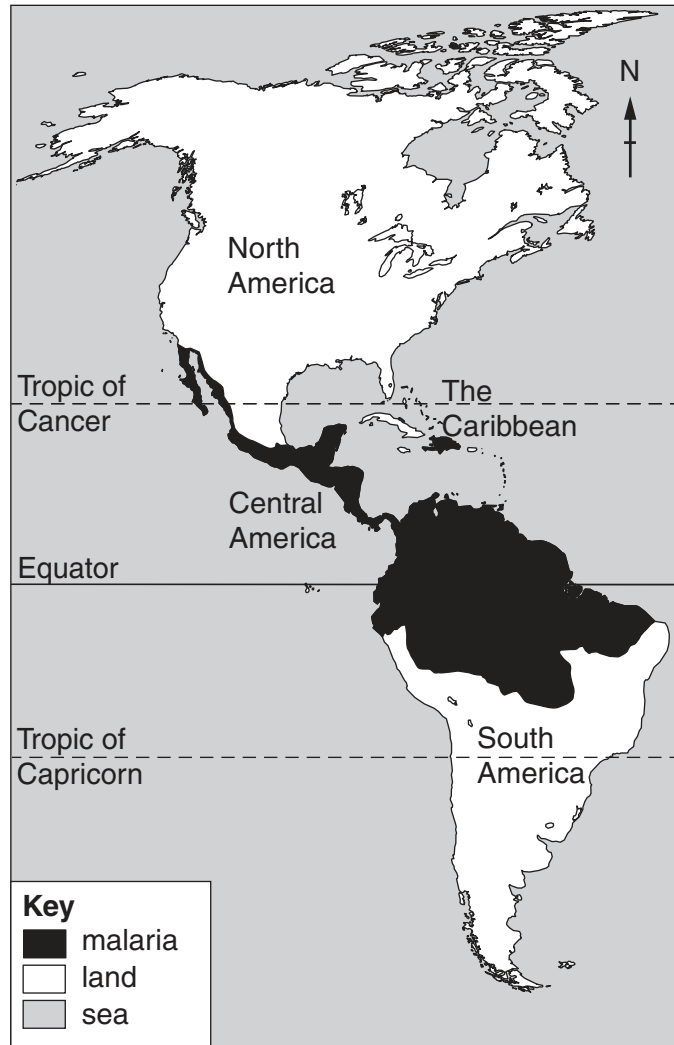 N
North
America
Tropic of
Cancer
The
Caribbean
Central
America
Equator
Tropic of
Capricorn
South
America
Key
malaria
land
sea